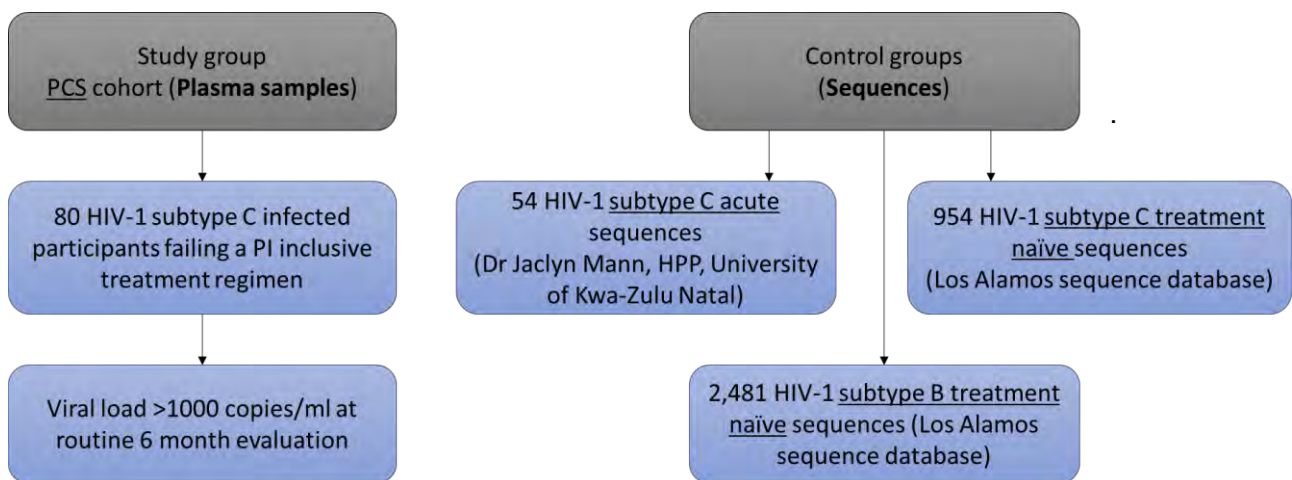 Study group
PCS cohort (Plasma samples)
80 HIV-1 subtype C infected
participants failing a PI inclusive
treatment regimen
Viral load >1000 copies/ml at
routine 6 month evaluation
Control groups
(Sequences)
.
54 HIV-1 subtype C acute
sequences
(Dr Jaclyn Mann, HPP, University
of Kwa-Zulu Natal)
954 HIV-1 subtype C treatment
naïve sequences
(Los Alamos sequence database)
2,481 HIV-1 subtype B treatment
naïve sequences (Los Alamos
sequence database)